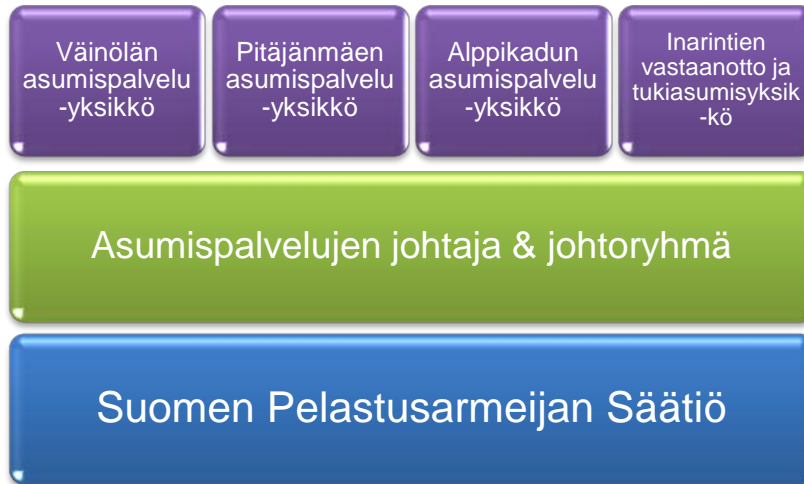 Väinölän
asumispalvelu
-yksikkö
Pitäjänmäen
asumispalvelu
-yksikkö
Alppikadun
asumispalvelu
-yksikkö
Inarintien
vastaanotto ja
tukiasumisyksik
-kö
Asumispalvelujen johtaja & johtoryhmä
Suomen Pelastusarmeijan Säätiö